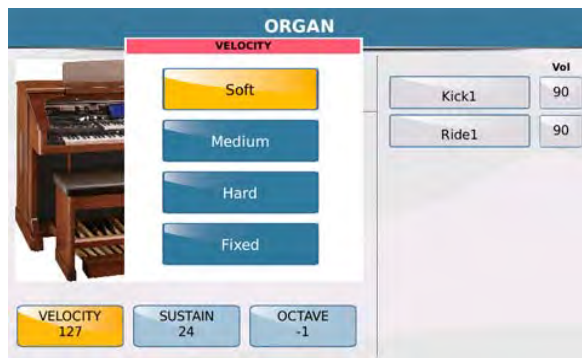 ORGAN
VELOCITY
Soft
Medium
Hard
Fixed
Vol
Kick1
90
Ride1
90
VELOCITY
127
SUSTAIN
24
OCTAVE
-1